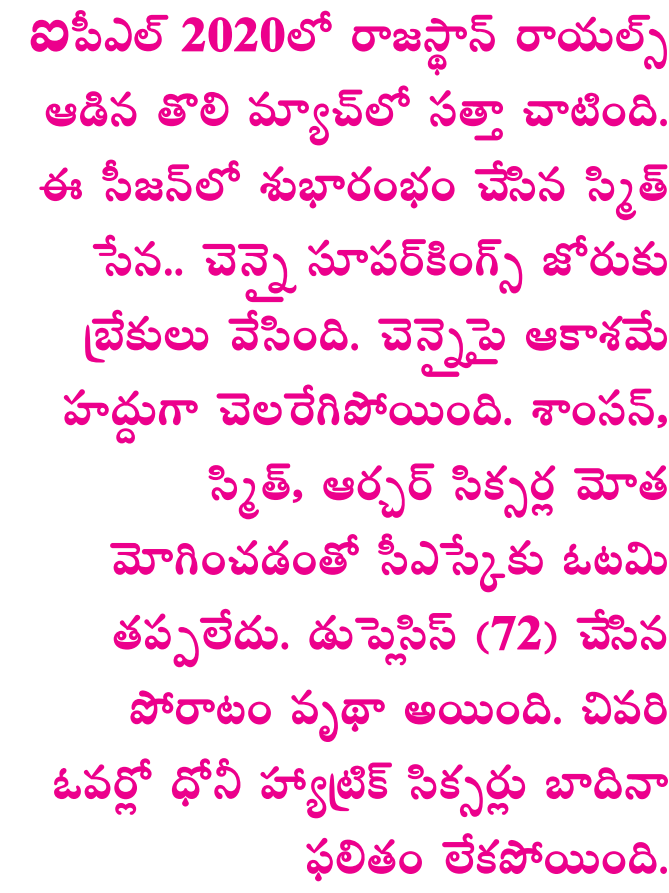 ఐపీఎల్ 2020లో రాజస్థాన్ రాయల్స్
ఆడిన తొలి మ్యాచ్‌లో సత్తా చాటింది.
ఈ సీజన్‌లో శుభారంభం చేసిన స్మిత్
సేన.. చెన్నై సూపర్‌కింగ్స్ జోరుకు
బ్రేకులు వేసింది. చెన్నైపై ఆకాశమే
హద్దుగా చెలరేగిపోయింది. శాంసన్,
స్మిత్, ఆర్చర్ సిక్సర్ల మోత
మోగించడంతో సీఎస్కేకు ఓటమి
తప్పలేదు. డుప్లెసిస్ (72) చేసిన
పోరాటం వృథా అయింది. చివరి
ఓవర్లో ధోనీ హ్యాట్రిక్ సిక్సర్లు బాదినా
ఫలితం లేకపోయింది.